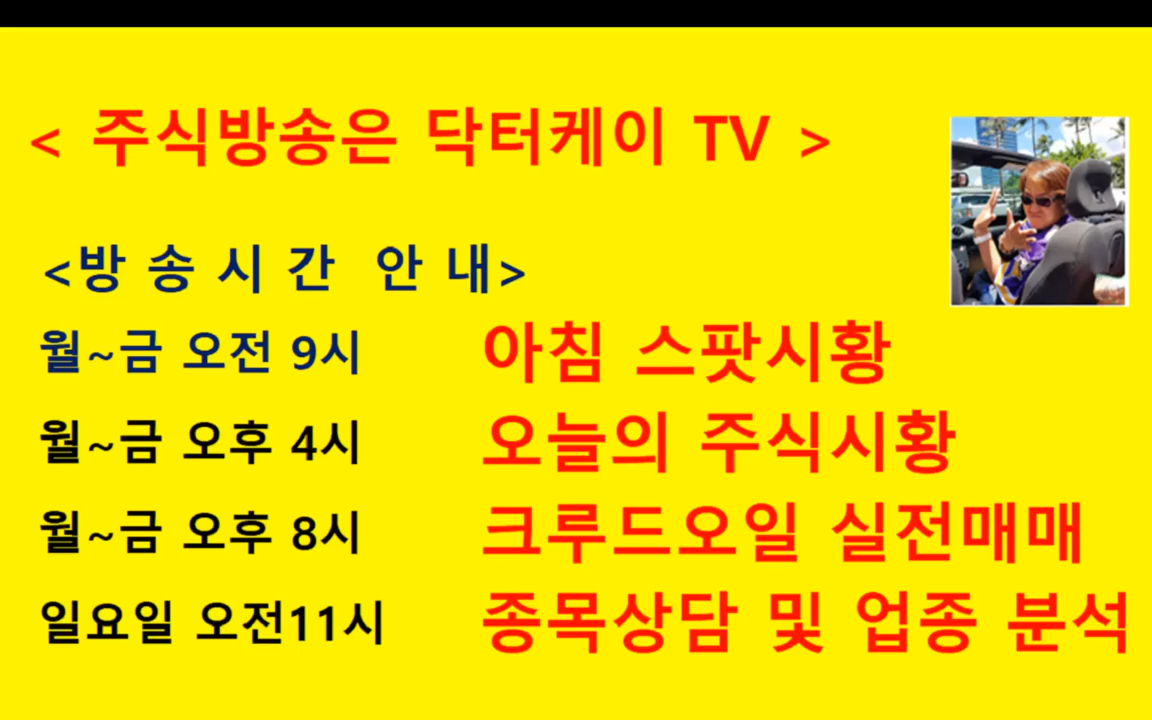 < 주식방송은 닥터케이 TV >
<방 송 시 간 안 내>
월~금 오전 9시 아침 스팟시황
월~금 오후 4시 오늘의 주식시황
월~금 오후 8시 크루드오일 실전매매
일요일 오전11시 종목상담 및 업종 분석